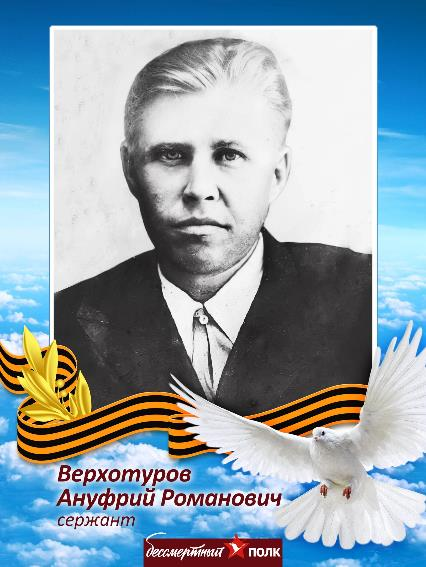 Верхотуров
Ануфрий Романович
сержант
бессмертный ПОЛК